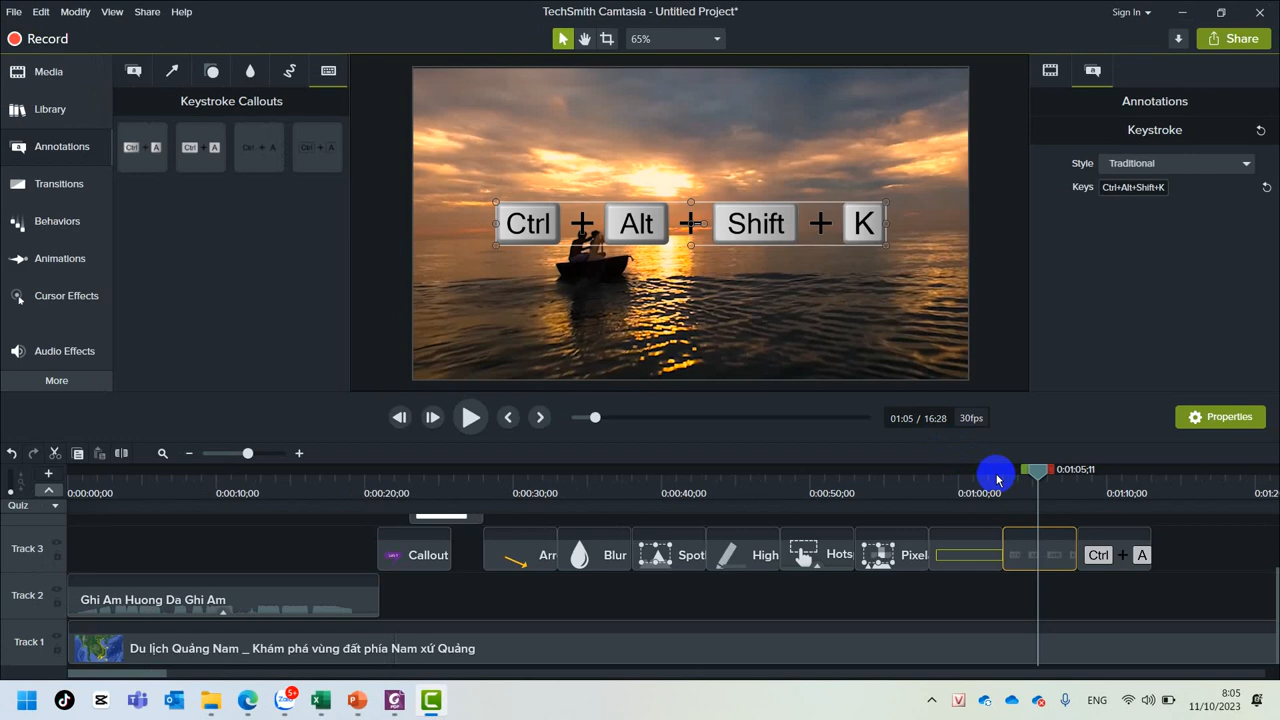 TechSmith Camtasia - Untitled Project*
File Edit Modify View Share Help
Sign In
Record
65%
Share
Media
Library
Annotations
Transitions
Behaviors
Animations
Cursor Effects
Audio Effects
More
Keystroke Callouts
Ctrl + A
Ctrl + A
Ctrl + A
Ctrl + A
Ctrl + Alt + Shift + K
Annotations
Keystroke
Style Traditional
Keys Ctrl+Alt+Shift+K
01:05 / 16:28 30fps
Properties
0:01:05;11
0:00:00;00 0:00:10;00 0:00:20;00 0:00:30;00 0:00:40;00 0:00:50;00 0:01:00;00 0:01:10;00 0:01:2
Quiz
Track 3
Callout Arr Blur Spot High Hots Pixel Ctrl + A
Track 2
Ghi Am Huong Da Ghi Am
Track 1
Du lịch Quảng Nam _ Khám phá vùng đất phía Nam xứ Quảng
Zalo 5+
ENG
8:05
11/10/2023